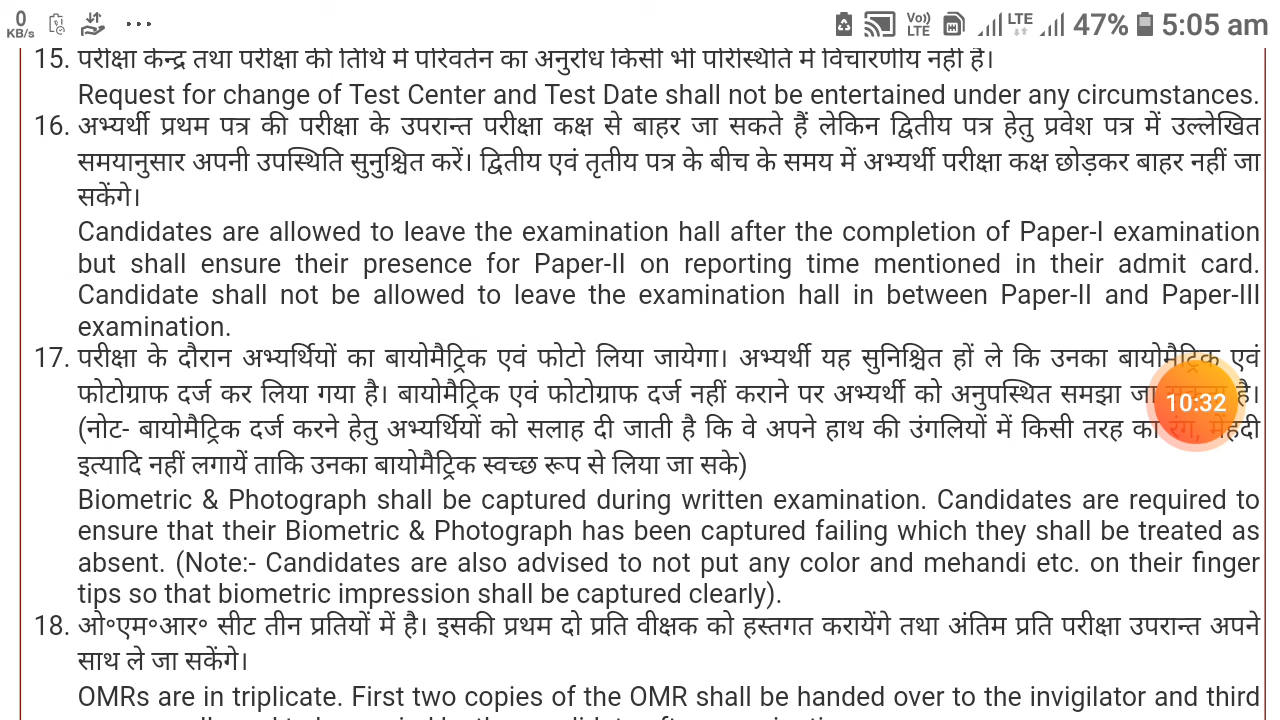 0
KB/s
Vo)) LTE LTE 47% 5:05 am
15. परीक्षा केन्द्र तथा परीक्षा की तिथि में परिवर्तन का अनुरोध किसी भी परिस्थिति में विचारणीय नहीं है।
Request for change of Test Center and Test Date shall not be entertained under any circumstances.
16. अभ्यर्थी प्रथम पत्र की परीक्षा के उपरान्त परीक्षा कक्ष से बाहर जा सकते हैं लेकिन द्वितीय पत्र हेतु प्रवेश पत्र में उल्लेखित
समयानुसार अपनी उपस्थिति सुनुश्चित करें। द्वितीय एवं तृतीय पत्र के बीच के समय में अभ्यर्थी परीक्षा कक्ष छोड़कर बाहर नहीं जा
सकेंगे।
Candidates are allowed to leave the examination hall after the completion of Paper-I examination
but shall ensure their presence for Paper-II on reporting time mentioned in their admit card.
Candidate shall not be allowed to leave the examination hall in between Paper-II and Paper-III
examination.
17. परीक्षा के दौरान अभ्यर्थियों का बायोमैट्रिक एवं फोटो लिया जायेगा। अभ्यर्थी यह सुनिश्चित हों ले कि उनका बायोमैट्रिक एवं
फोटोग्राफ दर्ज कर लिया गया है। बायोमैट्रिक एवं फोटोग्राफ दर्ज नहीं कराने पर अभ्यर्थी को अनुपस्थित समझा जा है।
10:32
(नोट- बायोमैट्रिक दर्ज करने हेतु अभ्यर्थियों को सलाह दी जाती है कि वे अपने हाथ की उंगलियों में किसी तरह का रंग, मेंहदी
इत्यादि नहीं लगायें ताकि उनका बायोमैट्रिक स्वच्छ रूप से लिया जा सके)
Biometric & Photograph shall be captured during written examination. Candidates are required to
ensure that their Biometric & Photograph has been captured failing which they shall be treated as
absent. (Note:- Candidates are also advised to not put any color and mehandi etc. on their finger
tips so that biometric impression shall be captured clearly).
18. ओ॰एम॰आर॰ सीट तीन प्रतियों में है। इसकी प्रथम दो प्रति वीक्षक को हस्तगत करायेंगे तथा अंतिम प्रति परीक्षा उपरान्त अपने
साथ ले जा सकेंगे।
OMRs are in triplicate. First two copies of the OMR shall be handed over to the invigilator and third